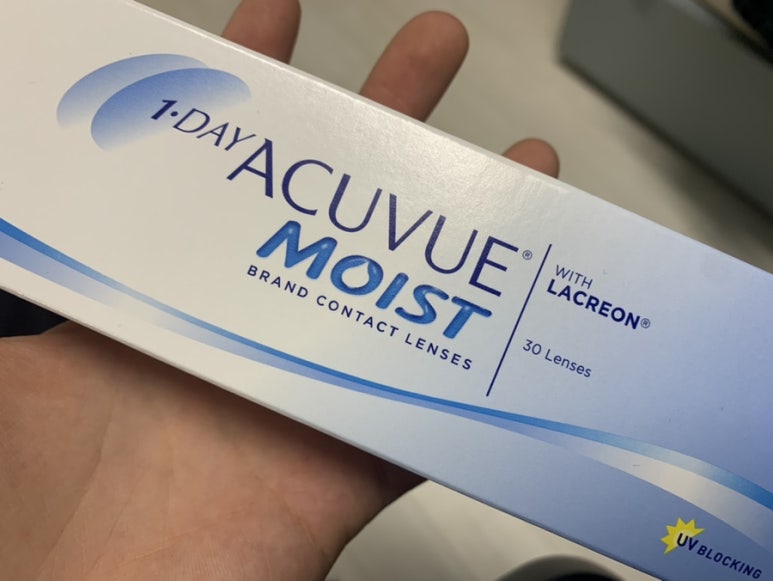 1·DAY ACUVUE®
MOIST
BRAND CONTACT LENSES
WITH
LACREON®
30 Lenses
UV BLOCKING